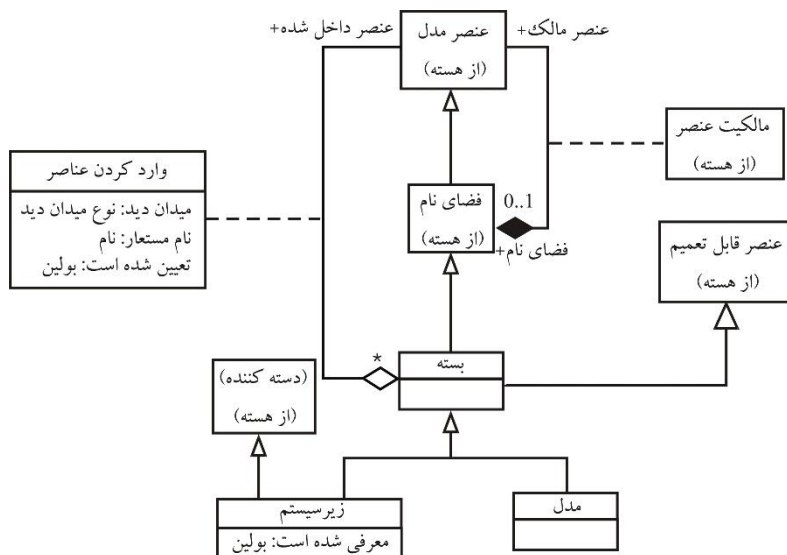 عنصر داخل شده+
عنصر مدل
(از هسته)
عنصر مالک+
مالکیت عنصر
(از هسته)
وارد کردن عناصر
میدان دید: نوع میدان دید
نام مستعار: نام
تعیین شده است: بولین
فضای نام
(از هسته)
0..1
فضای نام+
عنصر قابل تعمیم
(از هسته)
*
بسته
(دسته کننده)
(از هسته)
زیرسیستم
معرفی شده است: بولین
مدل